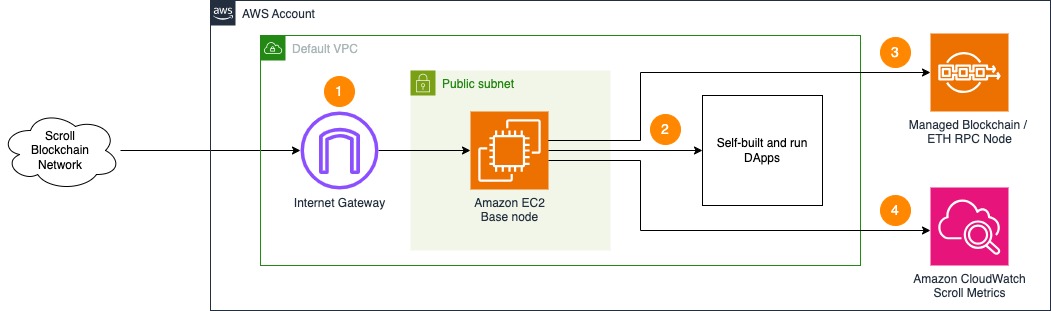 aws
AWS Account
Default VPC
Public subnet
1
2
3
4
Scroll
Blockchain
Network
Internet Gateway
Amazon EC2
Base node
Self-built and run
DApps
Managed Blockchain /
ETH RPC Node
Amazon CloudWatch
Scroll Metrics